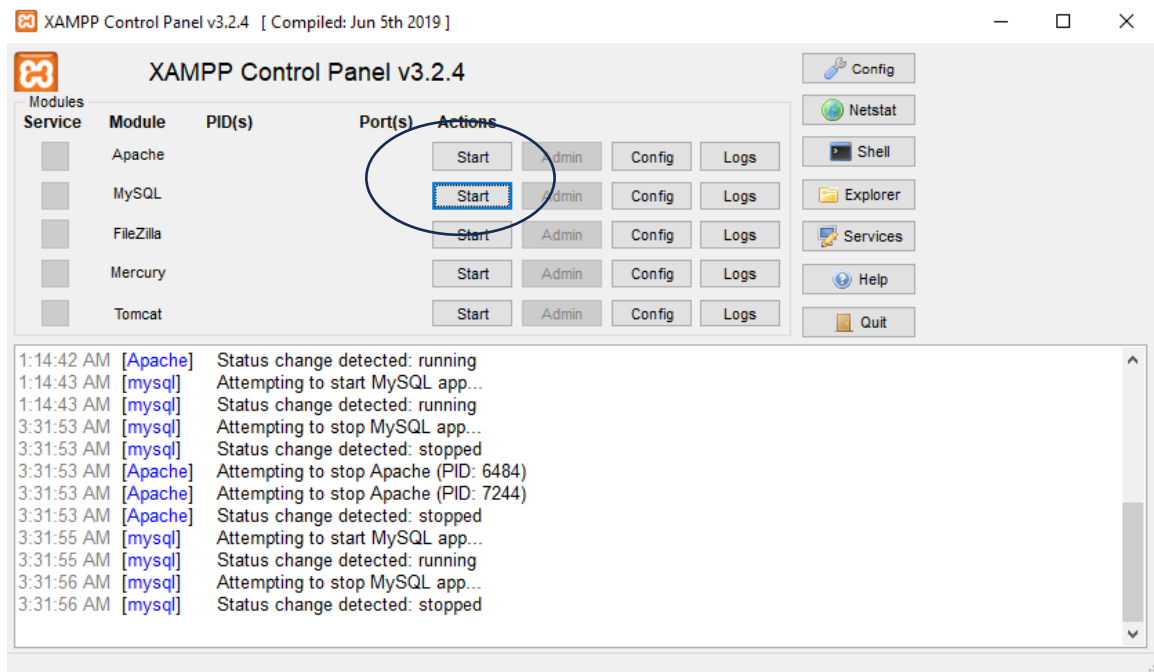 XAMPP Control Panel v3.2.4 [ Compiled: Jun 5th 2019 ]
XAMPP Control Panel v3.2.4
Config
Modules
Service Module PID(s) Port(s) Actions
Netstat
Apache Start Admin Config Logs
Shell
MySQL Start Admin Config Logs
Explorer
FileZilla Start Admin Config Logs
Services
Mercury Start Admin Config Logs
Help
Tomcat Start Admin Config Logs
Quit
1:14:42 AM [Apache] Status change detected: running
1:14:43 AM [mysql] Attempting to start MySQL app...
1:14:43 AM [mysql] Status change detected: running
3:31:53 AM [mysql] Attempting to stop MySQL app...
3:31:53 AM [mysql] Status change detected: stopped
3:31:53 AM [Apache] Attempting to stop Apache (PID: 6484)
3:31:53 AM [Apache] Attempting to stop Apache (PID: 7244)
3:31:53 AM [Apache] Status change detected: stopped
3:31:55 AM [mysql] Attempting to start MySQL app...
3:31:55 AM [mysql] Status change detected: running
3:31:56 AM [mysql] Attempting to stop MySQL app...
3:31:56 AM [mysql] Status change detected: stopped